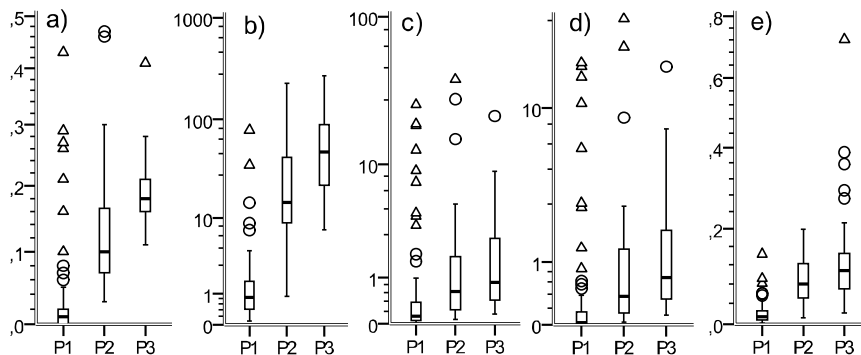 a) b) c) d) e)
,5 1000 100 ,8
,4 ,6
,3 100 10 10 ,4
,2 10 ,2
,1 1 1 1
,0 0 0 0 ,0
P1 P2 P3 P1 P2 P3 P1 P2 P3 P1 P2 P3 P1 P2 P3